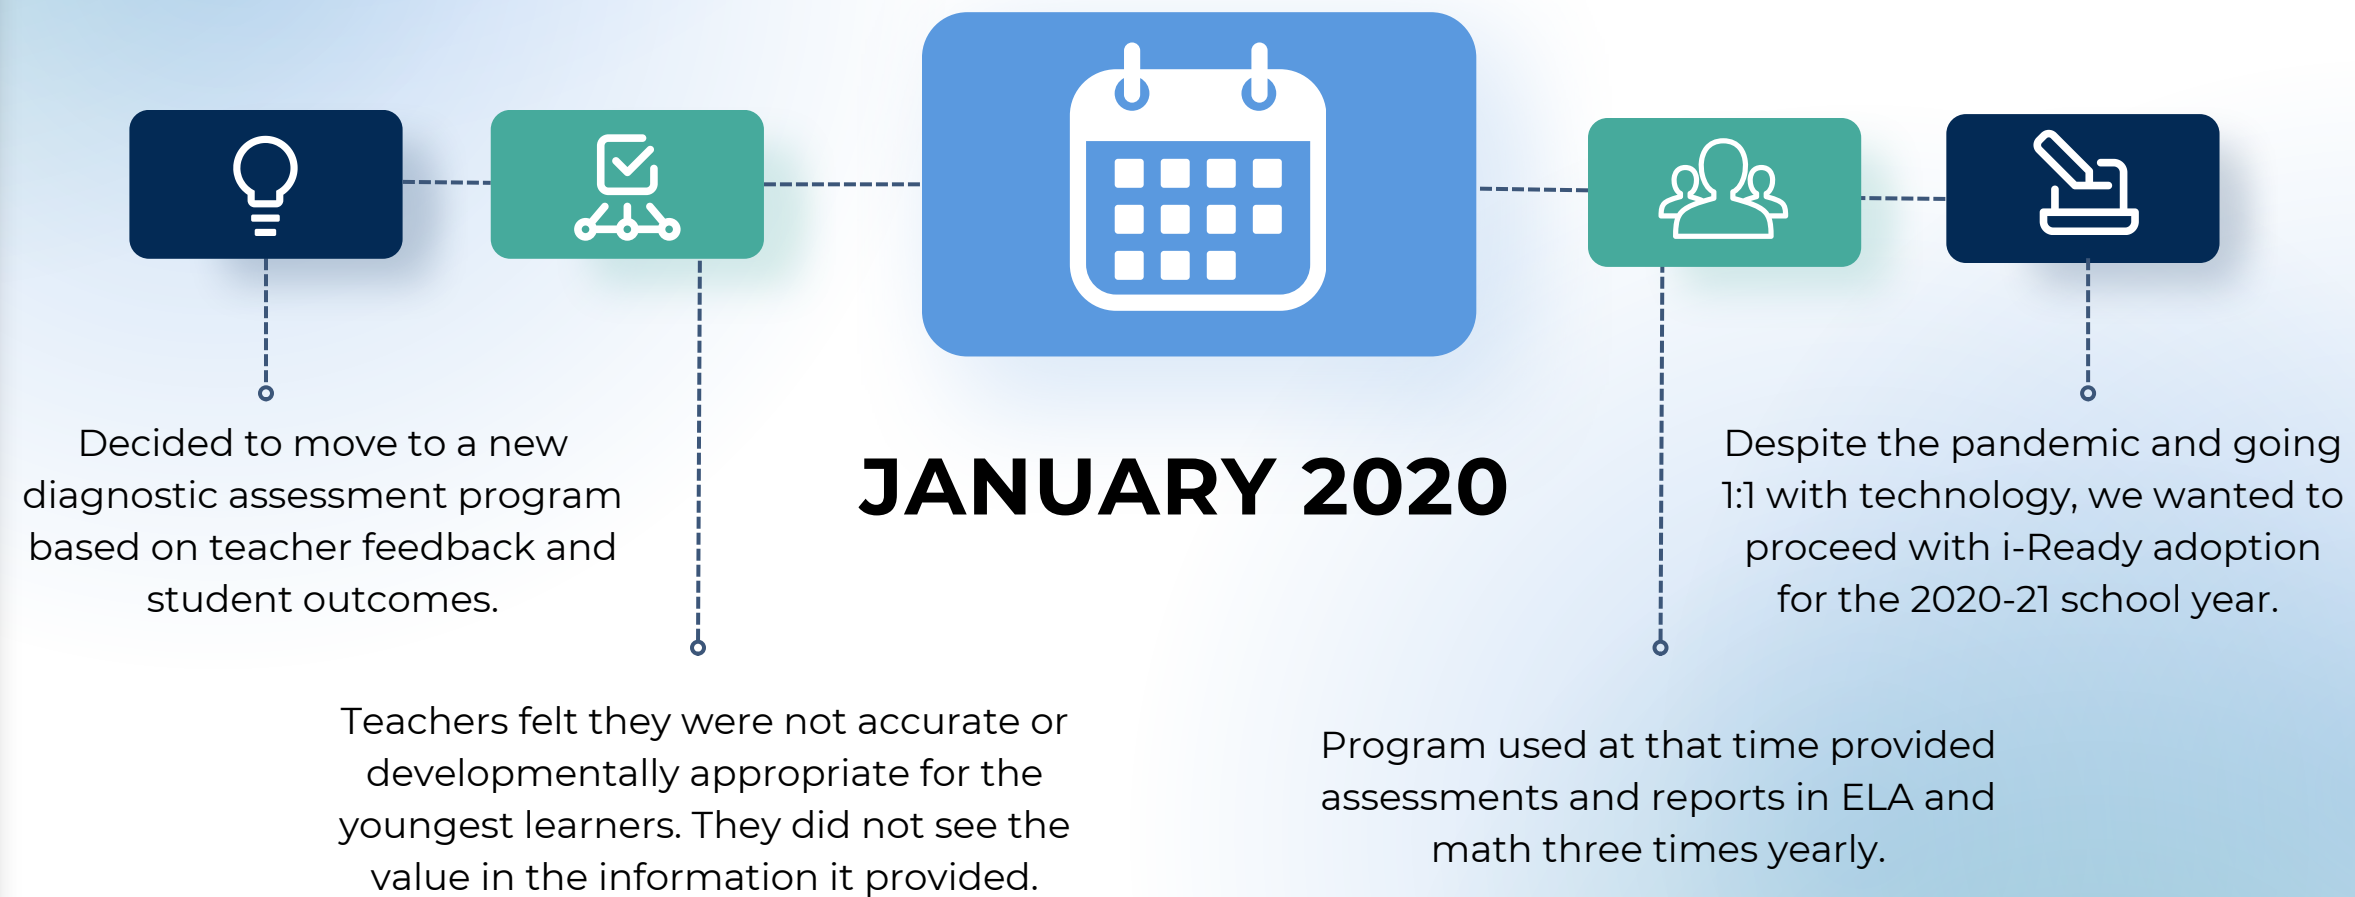 Decided to move to a new
diagnostic assessment program
based on teacher feedback and
student outcomes.
Teachers felt they were not accurate or
developmentally appropriate for the
youngest learners. They did not see the
value in the information it provided.
JANUARY 2020
Program used at that time provided
assessments and reports in ELA and
math three times yearly.
Despite the pandemic and going
1:1 with technology, we wanted to
proceed with i-Ready adoption
for the 2020-21 school year.